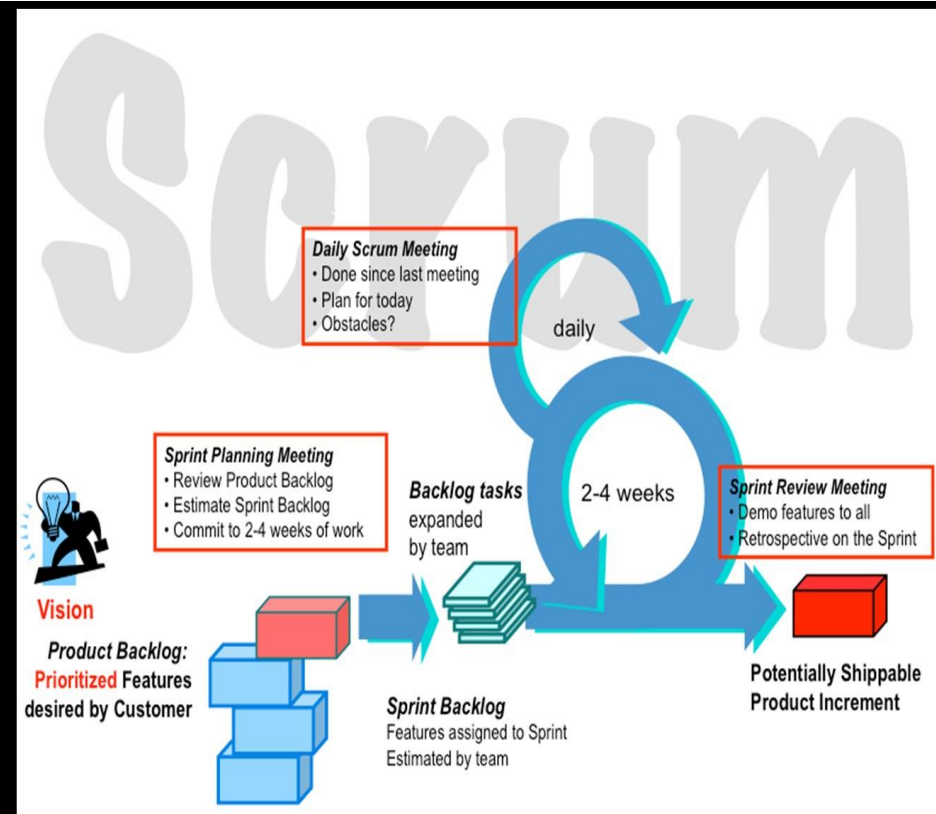 Scrum
Daily Scrum Meeting
• Done since last meeting
• Plan for today
• Obstacles?
daily
Sprint Planning Meeting
• Review Product Backlog
• Estimate Sprint Backlog
• Commit to 2-4 weeks of work
Backlog tasks
expanded
by team
2-4 weeks
Sprint Review Meeting
• Demo features to all
• Retrospective on the Sprint
Vision
Product Backlog:
Prioritized Features
desired by Customer
Sprint Backlog
Features assigned to Sprint
Estimated by team
Potentially Shippable
Product Increment